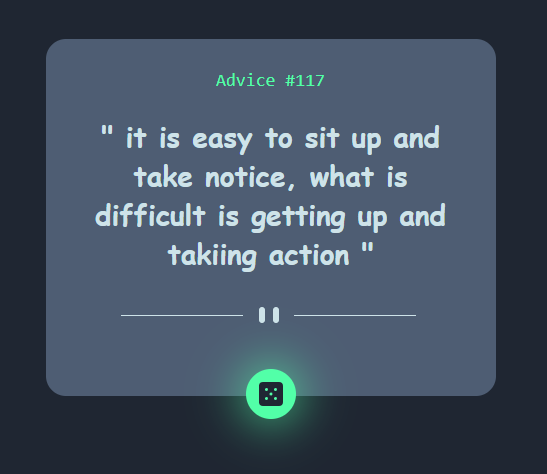 Advice #117
" it is easy to sit up and
take notice, what is
difficult is getting up and
takiing action "